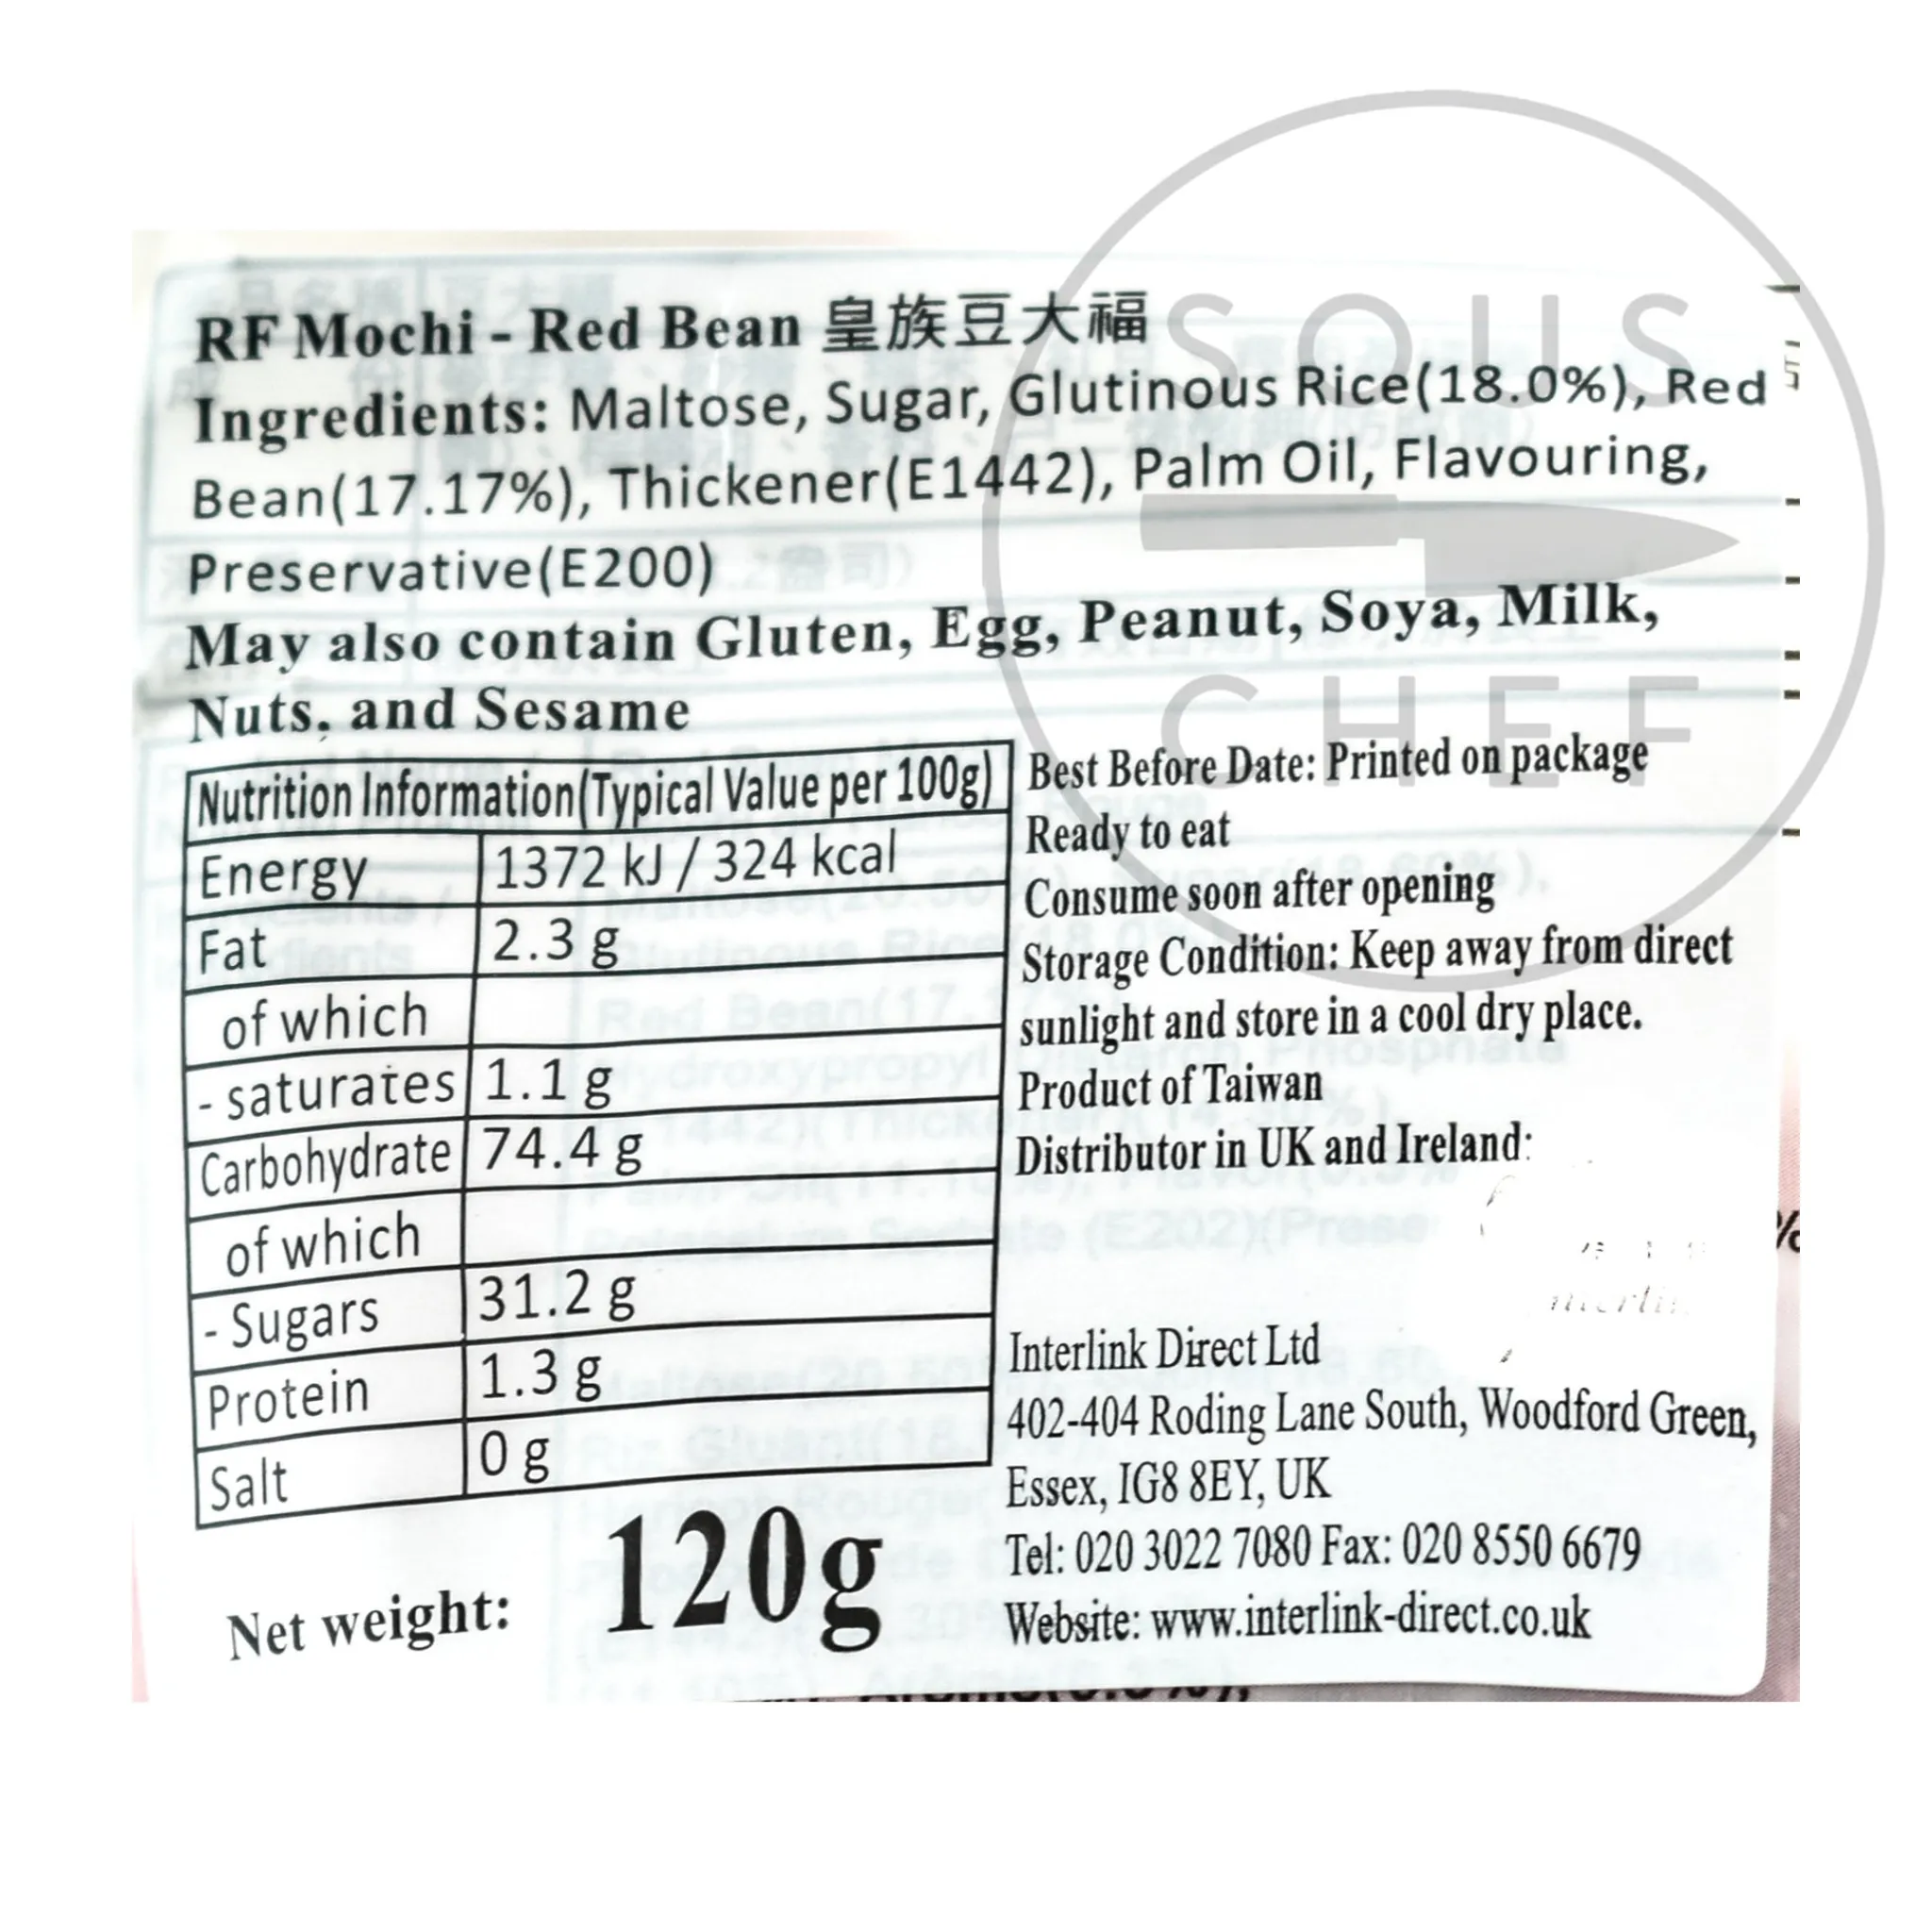 SOUS
CHEF
RF Mochi - Red Bean 皇族豆大福
Ingredients: Maltose, Sugar, Glutinous Rice(18.0%), Red
Bean(17.17%), Thickener(E1442), Palm Oil, Flavouring,
Preservative(E200)
May also contain Gluten, Egg, Peanut, Soya, Milk,
Nuts, and Sesame
Nutrition Information(Typical Value per 100g)
Energy 1372 kJ / 324 kcal
Fat 2.3 g
of which
- saturates 1.1 g
Carbohydrate 74.4 g
of which
- Sugars 31.2 g
Protein 1.3 g
Salt 0 g
Net weight: 120g
Best Before Date: Printed on package
Ready to eat
Consume soon after opening
Storage Condition: Keep away from direct
sunlight and store in a cool dry place.
Product of Taiwan
Distributor in UK and Ireland:
Interlink Direct Ltd
402-404 Roding Lane South, Woodford Green,
Essex, IG8 8EY, UK
Tel: 020 3022 7080 Fax: 020 8550 6679
Website: www.interlink-direct.co.uk